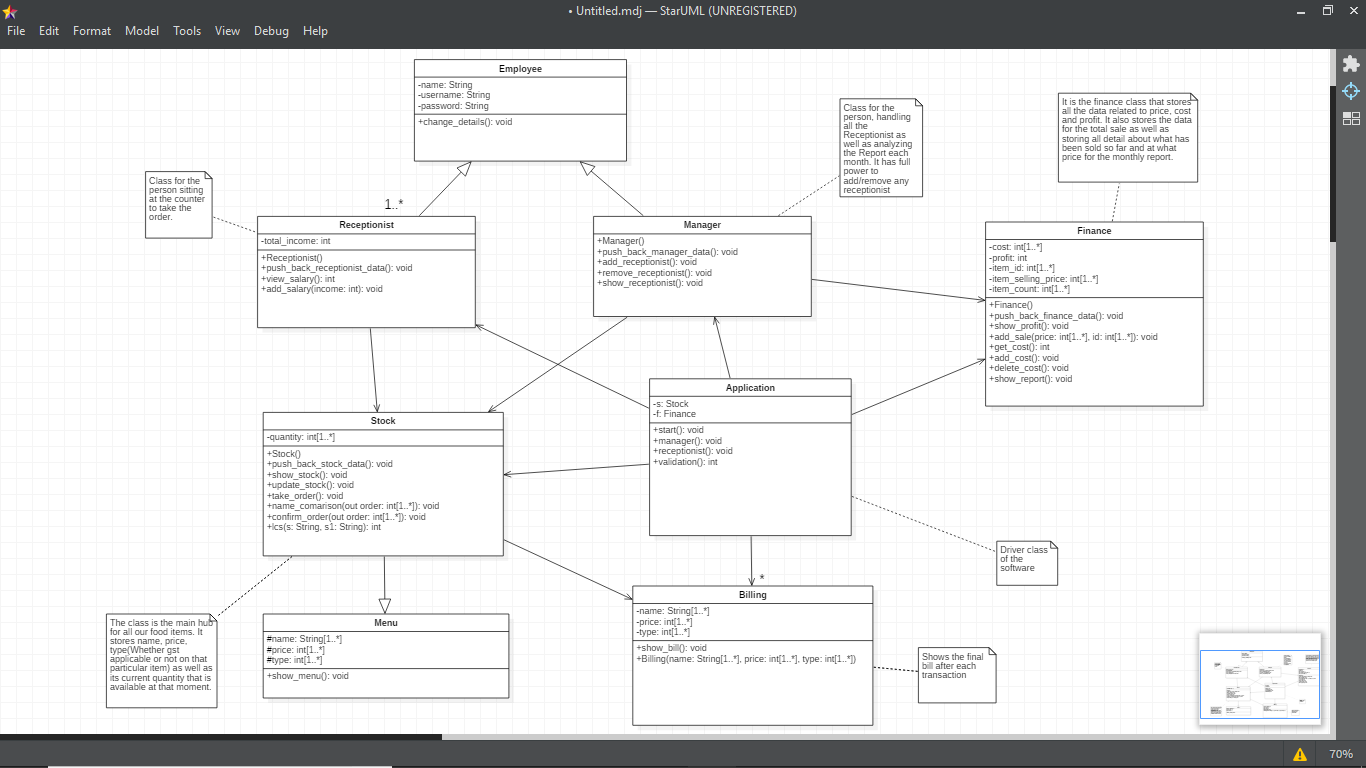 • Untitled.mdj — StarUML (UNREGISTERED)
File Edit Format Model Tools View Debug Help
Employee
-name: String
-username: String
-password: String
+change_details(): void
Class for the
person, handling
all the
Receptionist as
well as analyzing
the Report each
month. It has full
power to
add/remove any
receptionist
It is the finance class that stores
all the data related to price, cost
and profit. It also stores the data
for the total sale as well as
storing all detail about what has
been sold so far and at what
price for the monthly report.
Class for the
person sitting
at the counter
to take the
order.
1..*
Receptionist
-total_income: int
+Receptionist()
+push_back_receptionist_data(): void
+view_salary(): int
+add_salary(income: int): void
Manager
+Manager()
+push_back_manager_data(): void
+add_receptionist(): void
+remove_receptionist(): void
+show_receptionist(): void
Finance
-cost: int[1..*]
-profit: int
-item_id: int[1..*]
-item_selling_price: int[1..*]
-item_count: int[1..*]
+Finance()
+push_back_finance_data(): void
+show_profit(): void
+add_sale(price: int[1..*], id: int[1..*]): void
+get_cost(): int
+add_cost(): void
+delete_cost(): void
+show_report(): void
Application
-s: Stock
-f: Finance
+start(): void
+manager(): void
+receptionist(): void
+validation(): int
Stock
-quantity: int[1..*]
+Stock()
+push_back_stock_data(): void
+show_stock(): void
+update_stock(): void
+take_order(): void
+name_comarison(out order: int[1..*]): void
+confirm_order(out order: int[1..*]): void
+lcs(s: String, s1: String): int
Driver class
of the
software
*
Billing
-name: String[1..*]
-price: int[1..*]
-type: int[1..*]
+show_bill(): void
+Billing(name: String[1..*], price: int[1..*], type: int[1..*])
The class is the main hub
for all our food items. It
stores name, price,
type(Whether gst
applicable or not on that
particular item) as well as
its current quantity that is
available at that moment.
Menu
#name: String[1..*]
#price: int[1..*]
#type: int[1..*]
+show_menu(): void
Shows the final
bill after each
transaction
70%